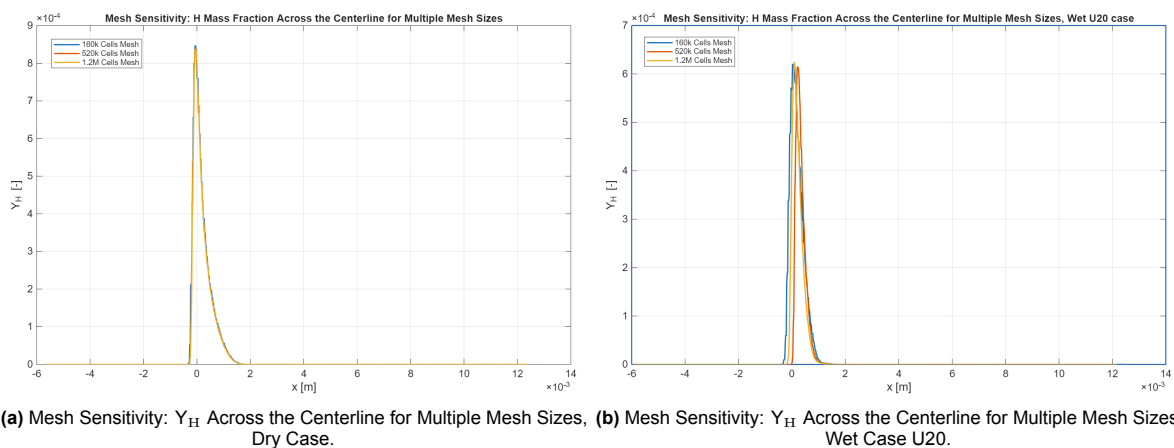 Mesh Sensitivity: H Mass Fraction Across the Centerline for Multiple Mesh Sizes
9 ×10⁻⁴
160k Cells Mesh
520k Cells Mesh
1.2M Cells Mesh
8
7
6
5
4
3
2
1
0
Y_H [-]
-6 -4 -2 0 2 4 6 8 10 12 14
x [m] ×10⁻³
Mesh Sensitivity: H Mass Fraction Across the Centerline for Multiple Mesh Sizes, Wet U20 case
7 ×10⁻⁴
160k Cells Mesh
520k Cells Mesh
1.2M Cells Mesh
6
5
4
3
2
1
0
Y_H [-]
-6 -4 -2 0 2 4 6 8 10 12 14
x [m] ×10⁻³
(a) Mesh Sensitivity: Y_H Across the Centerline for Multiple Mesh Sizes,
Dry Case.
(b) Mesh Sensitivity: Y_H Across the Centerline for Multiple Mesh Sizes
Wet Case U20.